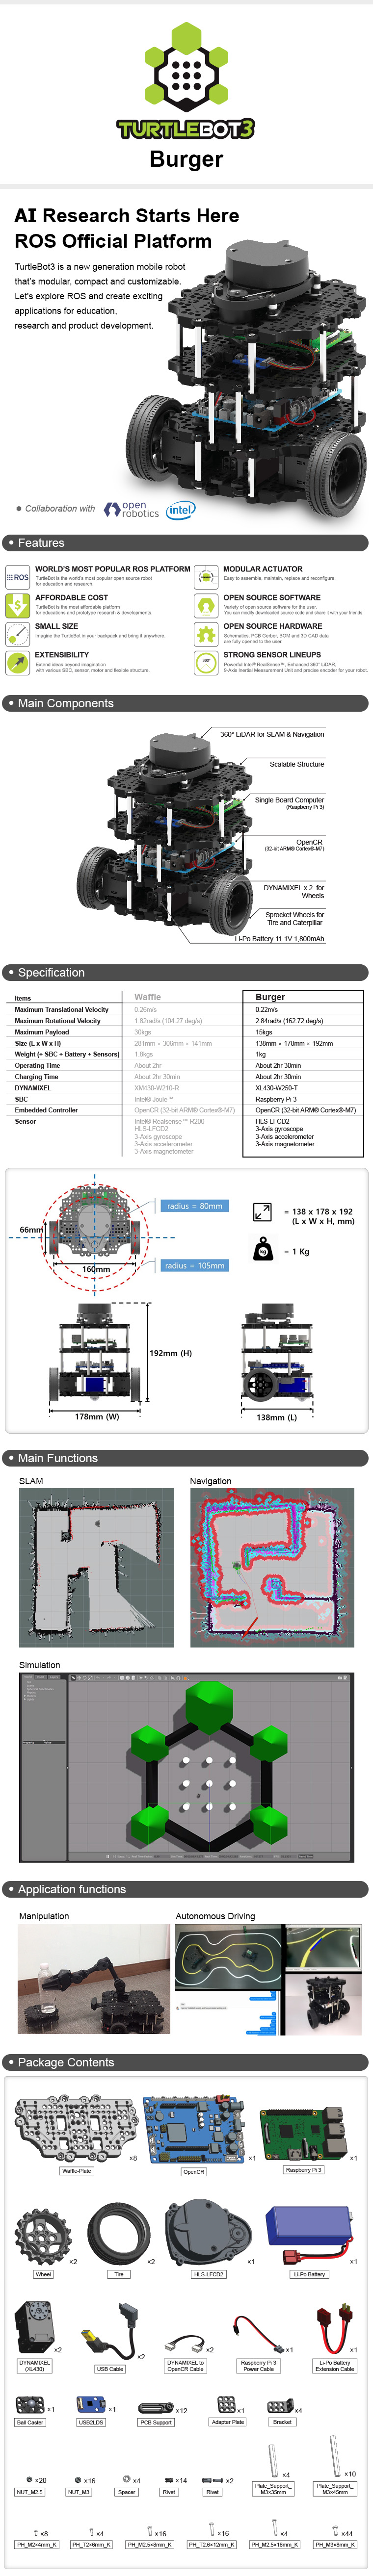 TURTLEBOT3
Burger
AI Research Starts Here
ROS Official Platform
TurtleBot3 is a new generation mobile robot
that's modular, compact and customizable.
Let's explore ROS and create exciting
applications for education,
research and product development.
Collaboration with open robotics intel
Features
ROS
WORLD'S MOST POPULAR ROS PLATFORM
TurtleBot is the world's most popular open source robot
for education and research.
MODULAR ACTUATOR
Easy to assemble, maintain, replace and reconfigure.
AFFORDABLE COST
TurtleBot is the most affordable platform
for educations and prototype research & developments.
OPEN SOURCE SOFTWARE
Variety of open source software for the user.
You can modify downloaded source code and share it with your friends.
SMALL SIZE
Imagine the TurtleBot in your backpack and bring it anywhere.
OPEN SOURCE HARDWARE
Schematics, PCB Gerber, BOM and 3D CAD data
are fully opened to the user.
EXTENSIBILITY
Extend ideas beyond imagination
with various SBC, sensor, motor and flexible structure.
360°
STRONG SENSOR LINEUPS
Powerful Intel® RealSense™, Enhanced 360° LiDAR,
9-Axis Inertial Measurement Unit and precise encoder for your robot.
Main Components
360° LiDAR for SLAM & Navigation
Scalable Structure
Single Board Computer
(Raspberry Pi 3)
OpenCR
(32-bit ARM® Cortex®-M7)
DYNAMIXEL x 2 for
Wheels
Sprocket Wheels for
Tire and Caterpillar
Li-Po Battery 11.1V 1,800mAh
Specification
Items Waffle Burger
Maximum Translational Velocity 0.26m/s 0.22m/s
Maximum Rotational Velocity 1.82rad/s (104.27 deg/s) 2.84rad/s (162.72 deg/s)
Maximum Payload 30kgs 15kgs
Size (L x W x H) 281mm × 306mm × 141mm 138mm × 178mm × 192mm
Weight (+ SBC + Battery + Sensors) 1.8kgs 1kg
Operating Time About 2hr About 2hr 30min
Charging Time About 2hr 30min About 2hr 30min
DYNAMIXEL XM430-W210-R XL430-W250-T
SBC Intel® Joule™ Raspberry Pi 3
Embedded Controller OpenCR (32-bit ARM® Cortex®-M7) OpenCR (32-bit ARM® Cortex®-M7)
Sensor Intel® Realsense™ R200 HLS-LFCD2
HLS-LFCD2 3-Axis gyroscope
3-Axis gyroscope 3-Axis accelerometer
3-Axis accelerometer 3-Axis magnetometer
3-Axis magnetometer
radius = 80mm
66mm
160mm
radius = 105mm
= 138 x 178 x 192
(L x W x H, mm)
KG
= 1 Kg
192mm (H)
178mm (W)
138mm (L)
Main Functions
SLAM
Navigation
Simulation
Application functions
Manipulation
Autonomous Driving
Package Contents
x8
Waffle-Plate
x1
OpenCR
x1
Raspberry Pi 3
x2
Wheel
x2
Tire
x1
HLS-LFCD2
x1
Li-Po Battery
x2
DYNAMIXEL
(XL430)
x2
USB Cable
x2
DYNAMIXEL to
OpenCR Cable
x1
Raspberry Pi 3
Power Cable
x1
Li-Po Battery
Extension Cable
x1
Ball Caster
x1
USB2LDS
x12
PCB Support
x1
Adapter Plate
x4
Bracket
x20
NUT_M2.5
x16
NUT_M3
x4
Spacer
x14
Rivet
x2
Rivet
x4
Plate_Support_
M3×35mm
x10
Plate_Support_
M3×45mm
x8
PH_M2×4mm_K
x4
PH_T2×6mm_K
x16
PH_M2.5×8mm_K
x16
PH_T2.6×12mm_K
x4
PH_M2.5×16mm_K
x44
PH_M3×8mm_K